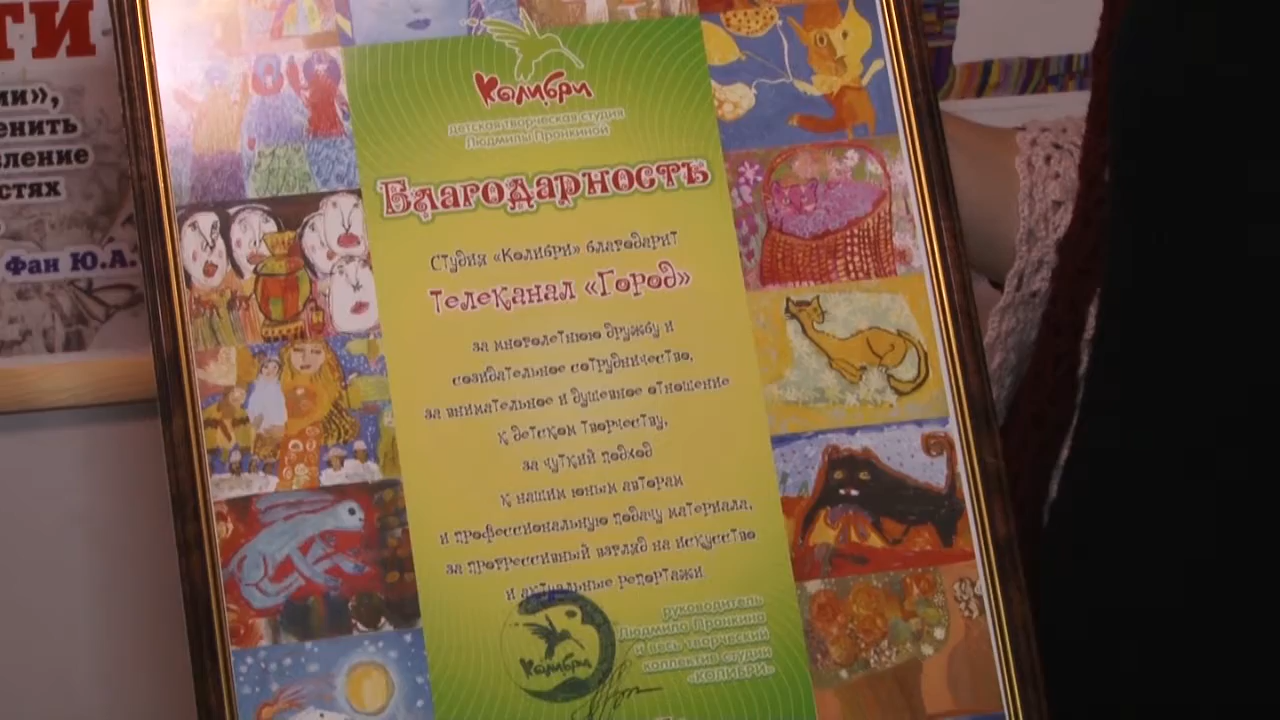 ти
ми»,
енить
вление
стях
Фан Ю.А.
Колибри
детская творческая студия
Людмилы Пронкиной
Благодарность
Студия «Колибри» благодарит
Телеканал «Город»
за многолетнюю дружбу и
созидательное сотрудничество,
за внимательное и душевное отношение
к детском творчеству,
за чуткий подход
к нашим юным авторам
и профессиональную подачу материала,
за прогрессивный взгляд на искусство
и актуальные репортажи
руководитель
Людмила Пронкина
и весь творческий
коллектив студии
«КОЛИБРИ»
Колибри